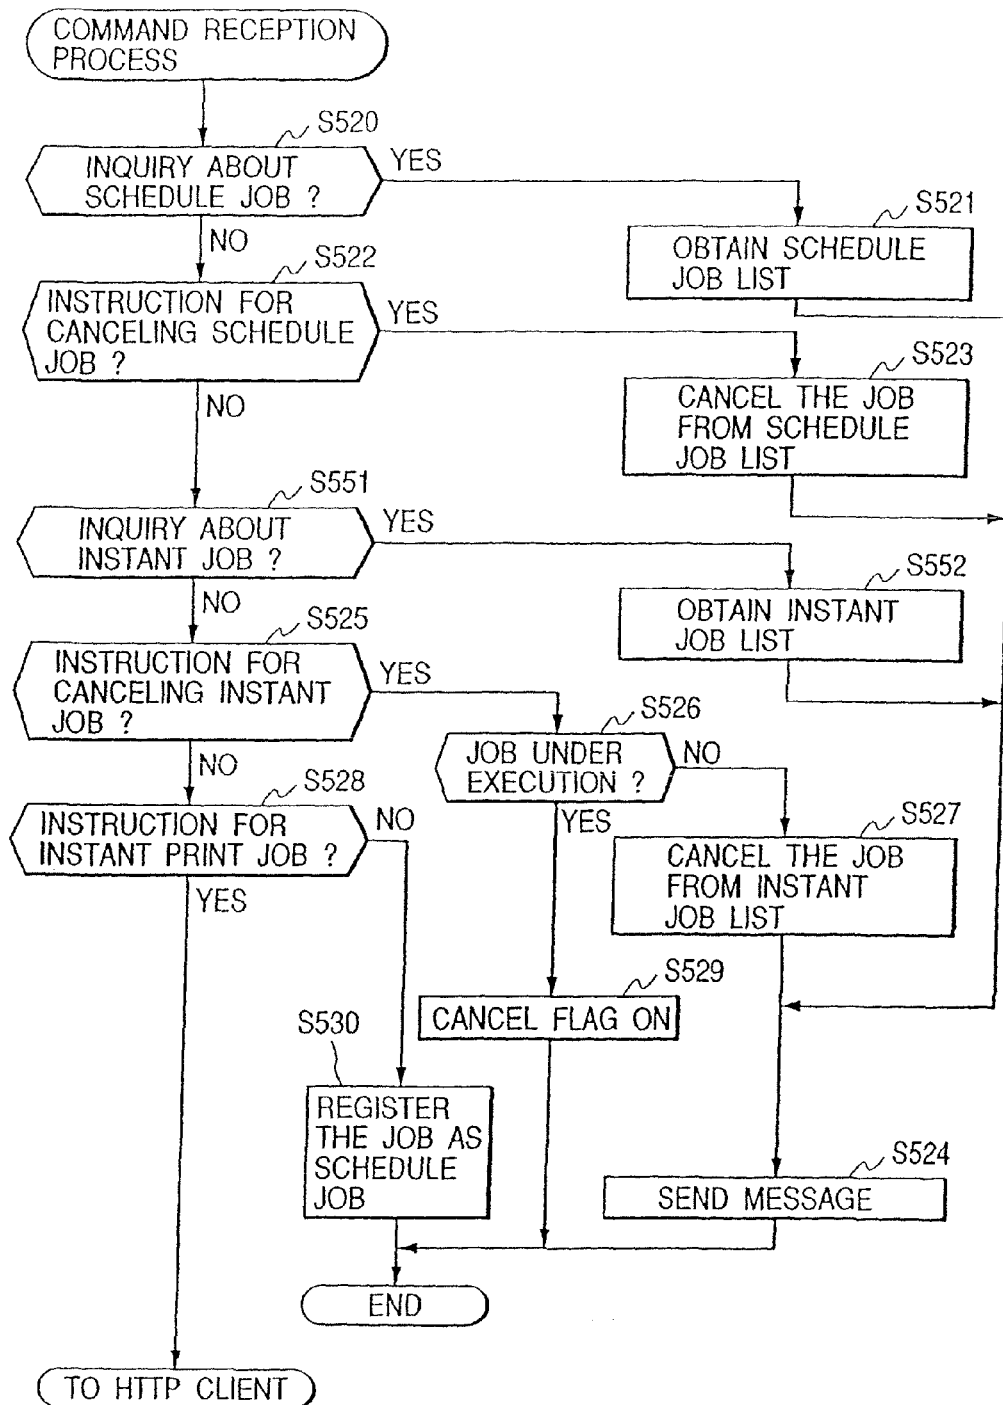 COMMAND RECEPTION
PROCESS
S520
INQUIRY ABOUT
SCHEDULE JOB ?
YES
NO
S521
OBTAIN SCHEDULE
JOB LIST
S522
INSTRUCTION FOR
CANCELING SCHEDULE
JOB ?
YES
NO
S523
CANCEL THE JOB
FROM SCHEDULE
JOB LIST
S551
INQUIRY ABOUT
INSTANT JOB ?
YES
NO
S552
OBTAIN INSTANT
JOB LIST
S525
INSTRUCTION FOR
CANCELING INSTANT
JOB ?
YES
NO
S526
JOB UNDER
EXECUTION ?
NO
YES
S527
CANCEL THE JOB
FROM INSTANT
JOB LIST
S528
INSTRUCTION FOR
INSTANT PRINT JOB ?
NO
YES
S529
CANCEL FLAG ON
S530
REGISTER
THE JOB AS
SCHEDULE
JOB
S524
SEND MESSAGE
END
TO HTTP CLIENT